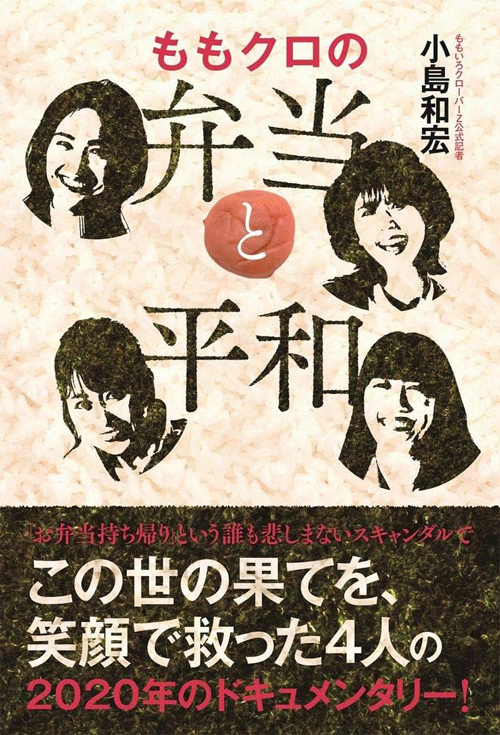 ももクロの
弁当
と
平和
ももいろクローバーZ公式記者
小島和宏
「お弁当持ち帰り」という誰も悲しまないスキャンダルで
この世の果てを、
笑顔で救った4人の
2020年のドキュメンタリー!